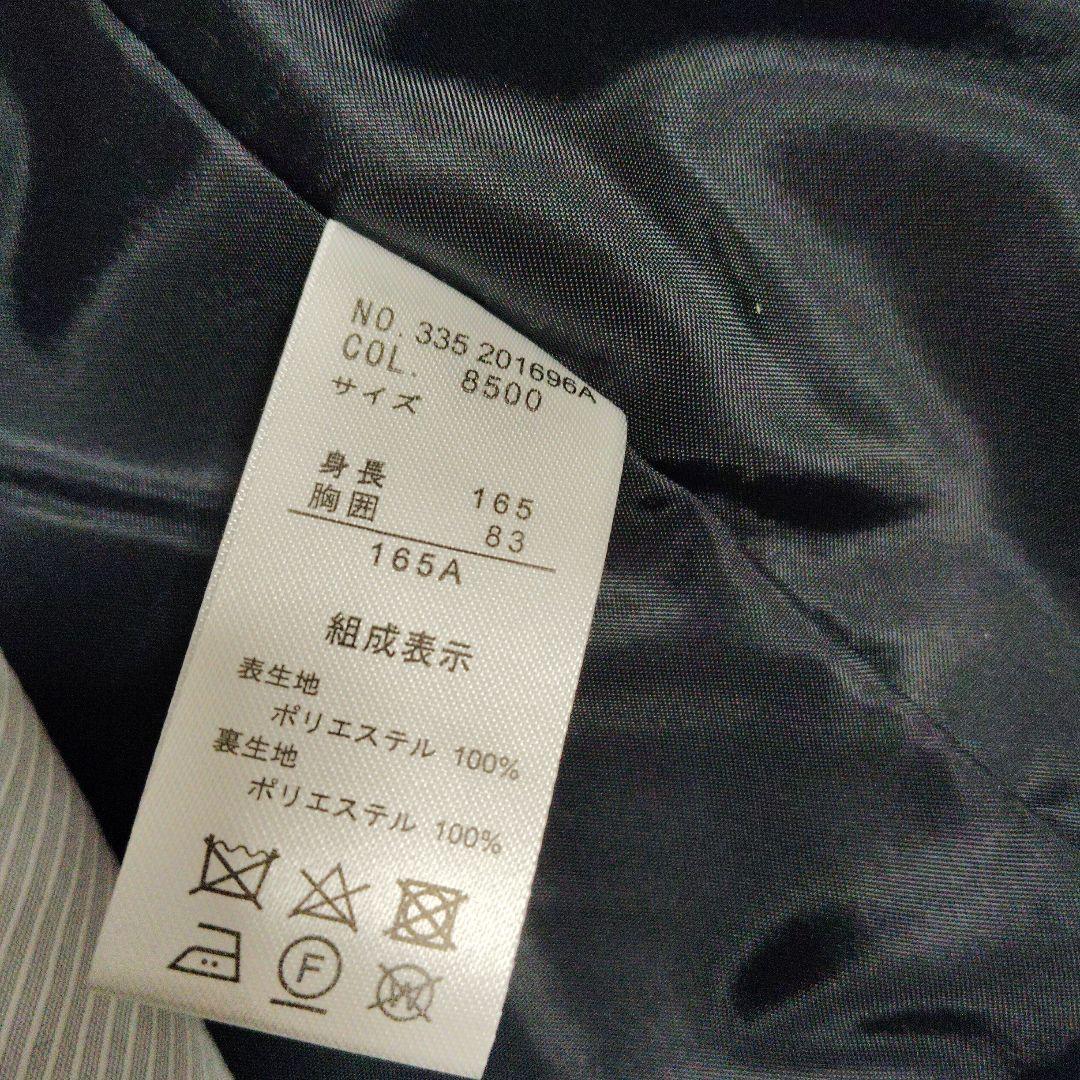 NO. 335 201696A
COL. 8500
サイズ
身長 165
胸囲 83
165A
組成表示
表生地
ポリエステル 100%
裏生地
ポリエステル 100%
F
W